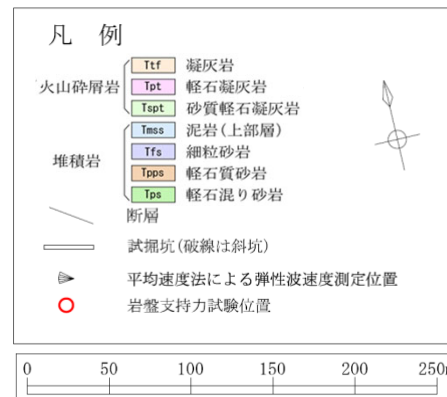 凡 例
Ttf 凝灰岩
火山砕屑岩 Tpt 軽石凝灰岩
Tspt 砂質軽石凝灰岩
Tmss 泥岩(上部層)
堆積岩 Tfs 細粒砂岩
Tpps 軽石質砂岩
Tps 軽石混り砂岩
断層
試掘坑(破線は斜坑)
平均速度法による弾性波速度測定位置
岩盤支持力試験位置
0 50 100 150 200 250m